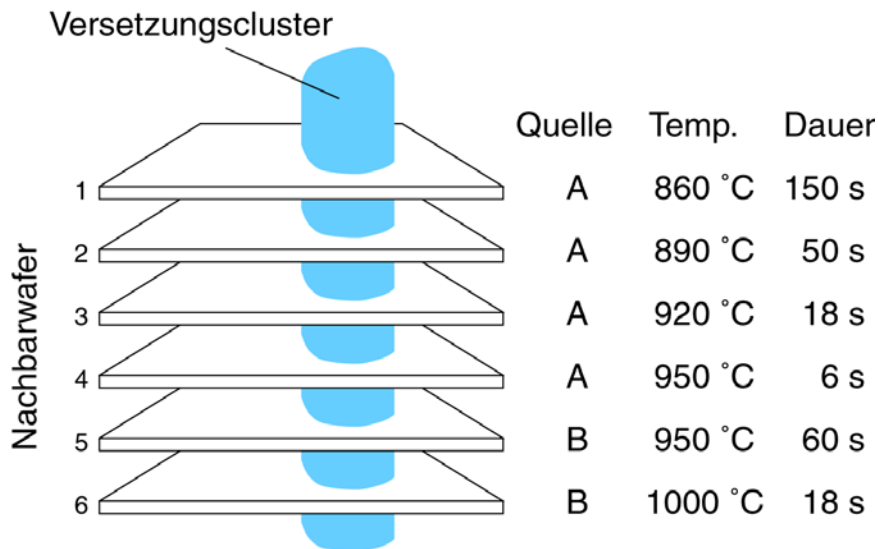 Versetzungscluster
Quelle Temp. Dauer
Nachbarwafer
1 A 860 °C 150 s
2 A 890 °C 50 s
3 A 920 °C 18 s
4 A 950 °C 6 s
5 B 950 °C 60 s
6 B 1000 °C 18 s